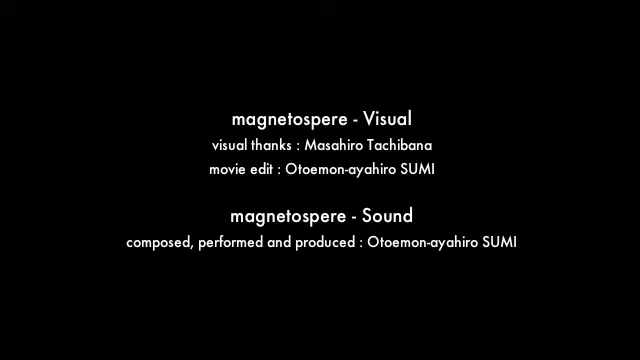 magnetospere - Visual
visual thanks : Masahiro Tachibana
movie edit : Otoemon-ayahiro SUMI
magnetospere - Sound
composed, performed and produced : Otoemon-ayahiro SUMI